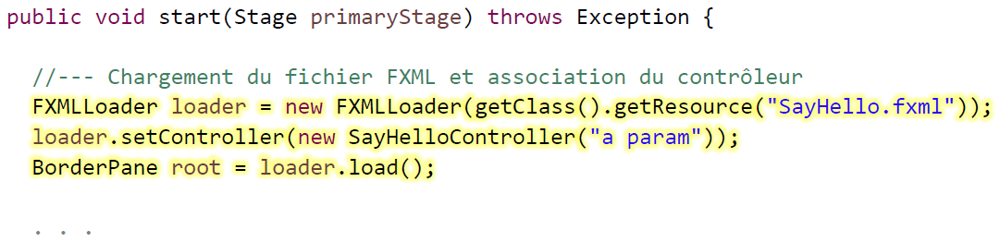 public void start(Stage primaryStage) throws Exception {
//--- Chargement du fichier FXML et association du contrôleur
FXMLLoader loader = new FXMLLoader(getClass().getResource("SayHello.fxml"));
loader.setController(new SayHelloController("a param"));
BorderPane root = loader.load();
. . .